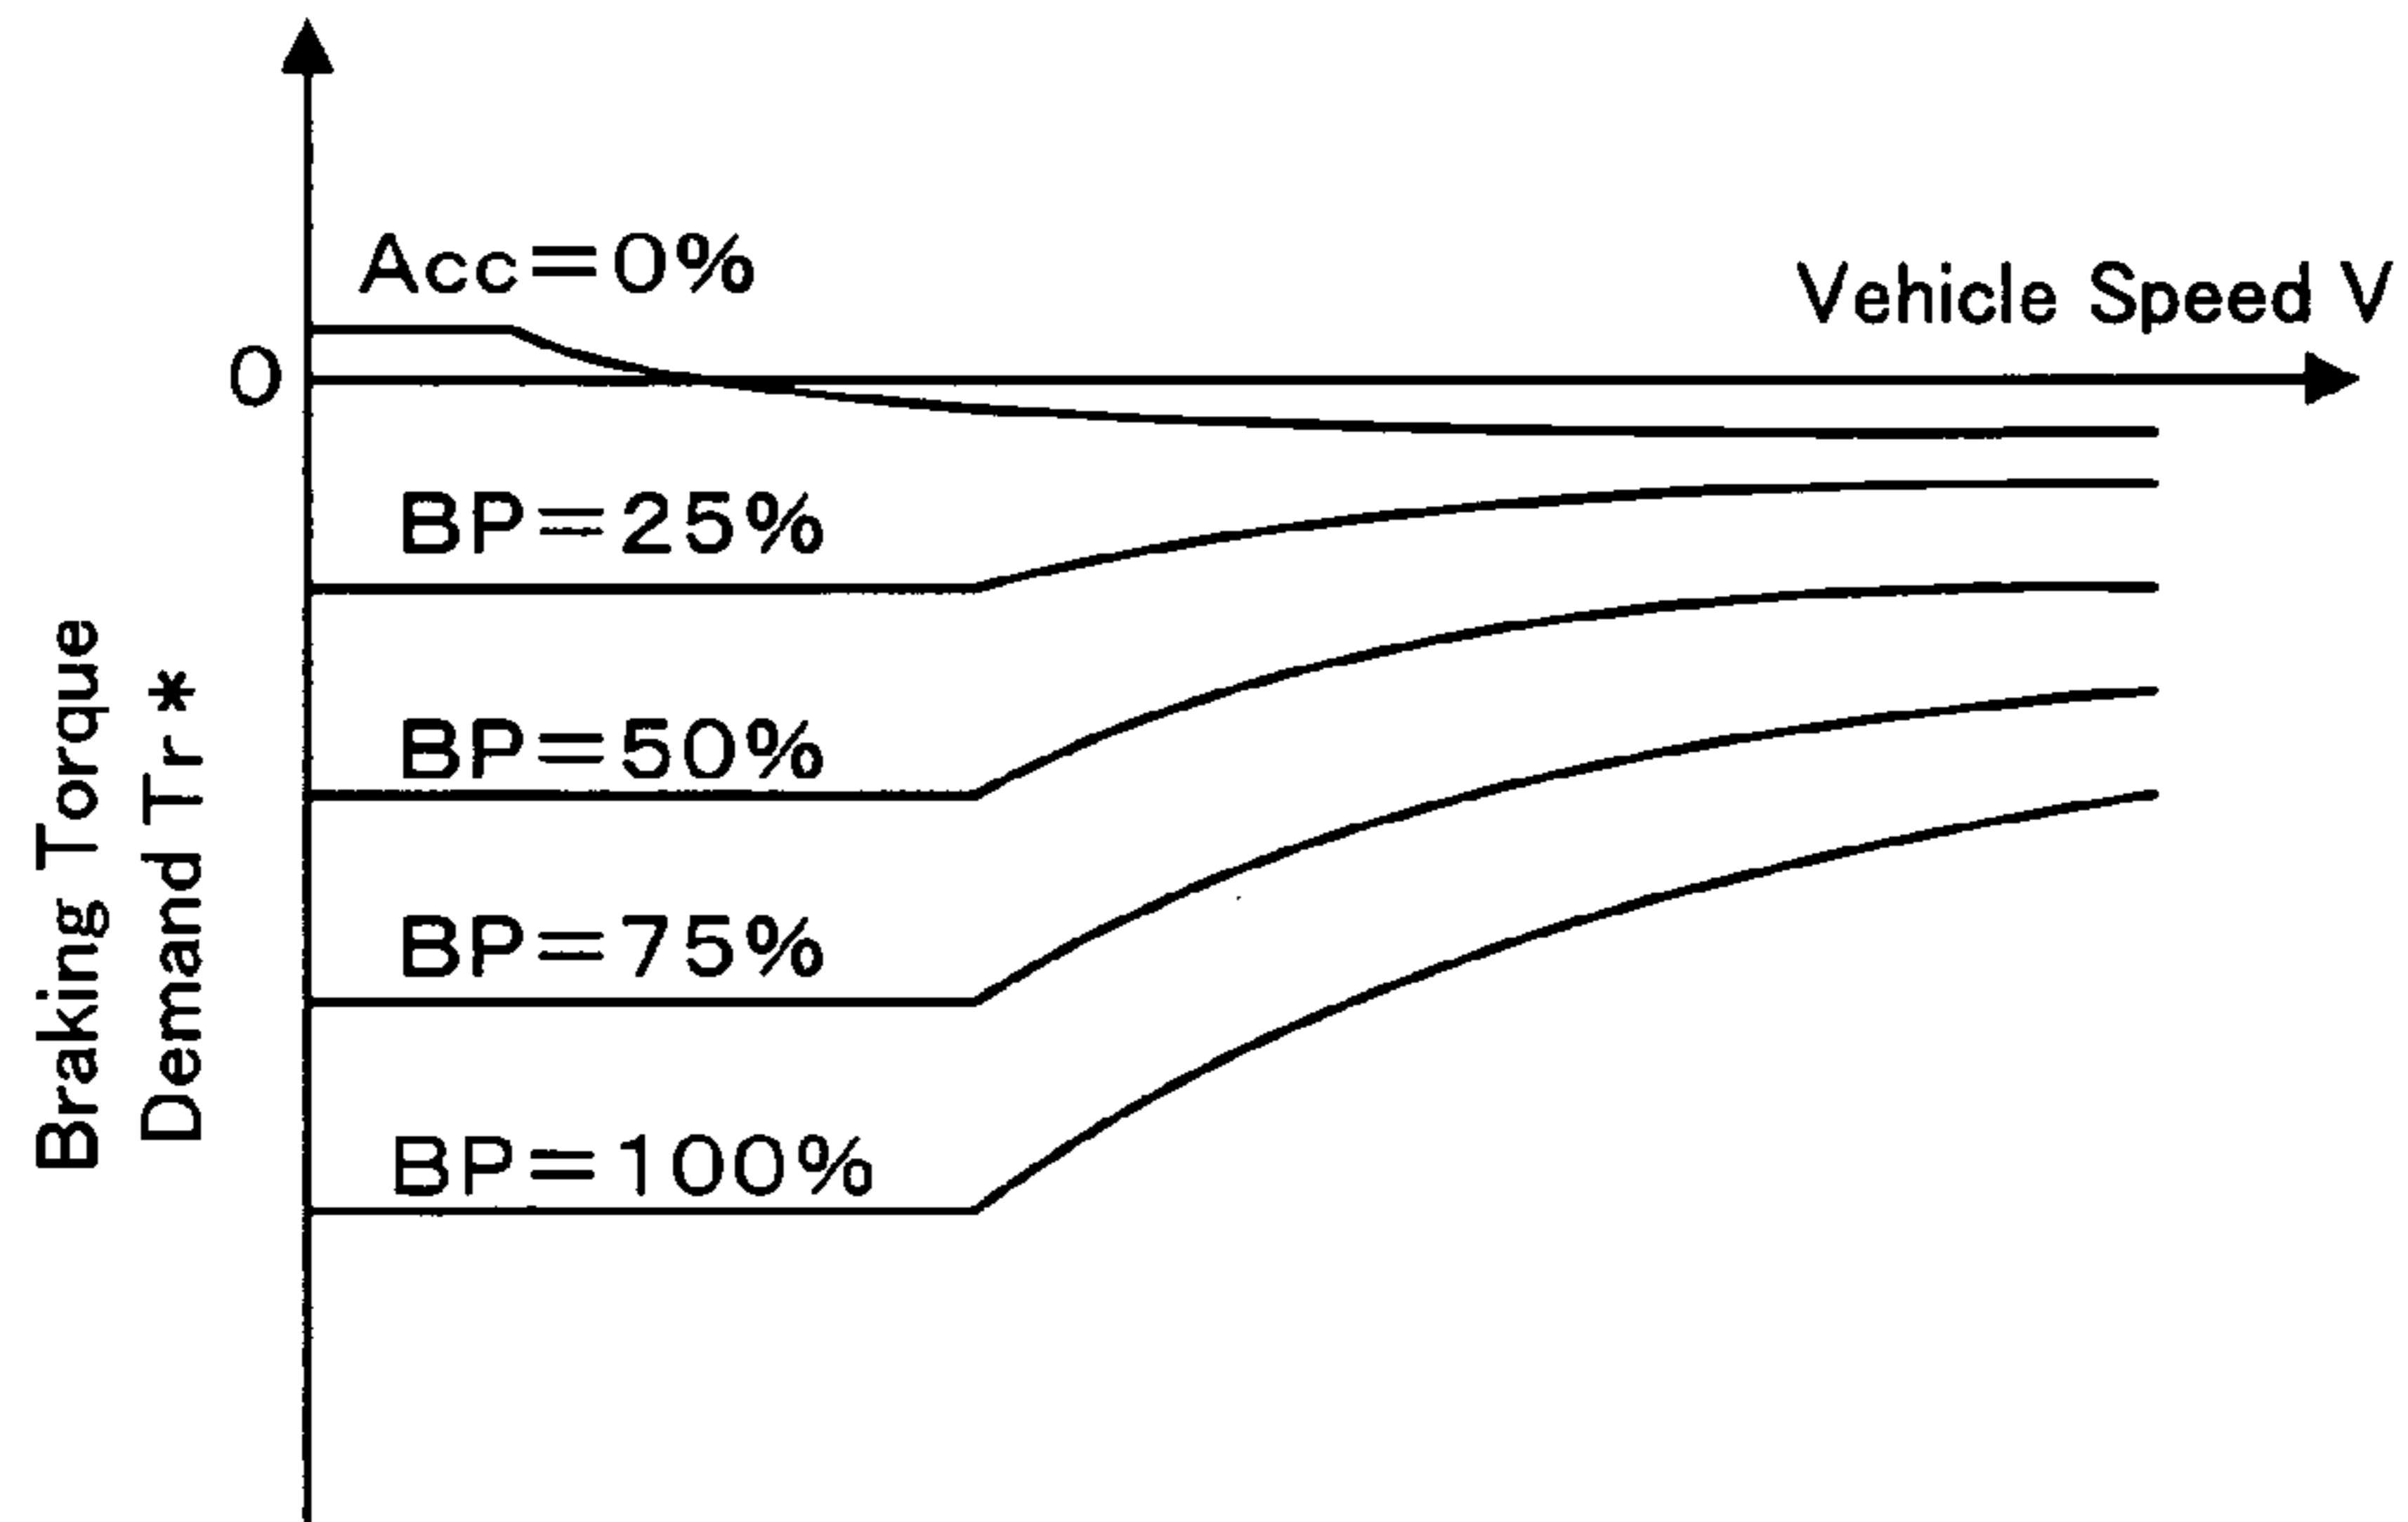 Acc=0%
Vehicle Speed V
0
BP=25%
BP=50%
BP=75%
BP=100%
Braking Torque
Demand Tr*